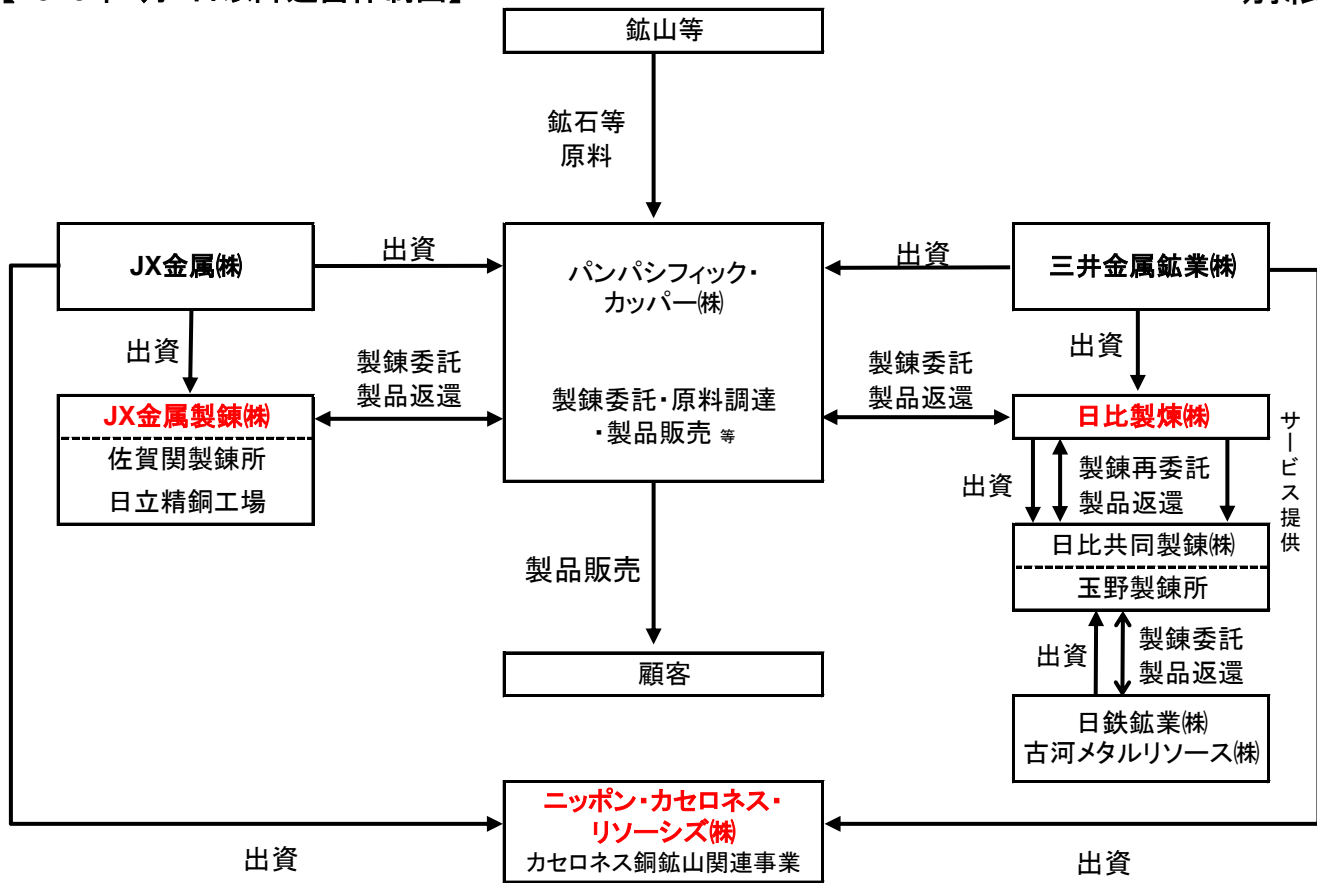 鉱山等
鉱石等
原料
JX金属㈱
出資
パンパシフィック・
カッパー㈱
製錬委託・原料調達
・製品販売 等
出資
三井金属鉱業㈱
出資
製錬委託
製品返還
製錬委託
製品返還
出資
JX金属製錬㈱
佐賀関製錬所
日立精銅工場
日比製煉㈱
サービス提供
出資
製錬再委託
製品返還
日比共同製錬㈱
玉野製錬所
製品販売
出資
製錬委託
製品返還
顧客
日鉄鉱業㈱
古河メタルリソース㈱
ニッポン・カセロネス・
リソーシズ㈱
カセロネス銅鉱山関連事業
出資
出資